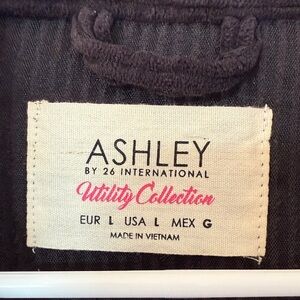 ASHLEY
BY 26 INTERNATIONAL
Utility Collection
EUR L USA L MEX G
MADE IN VIETNAM